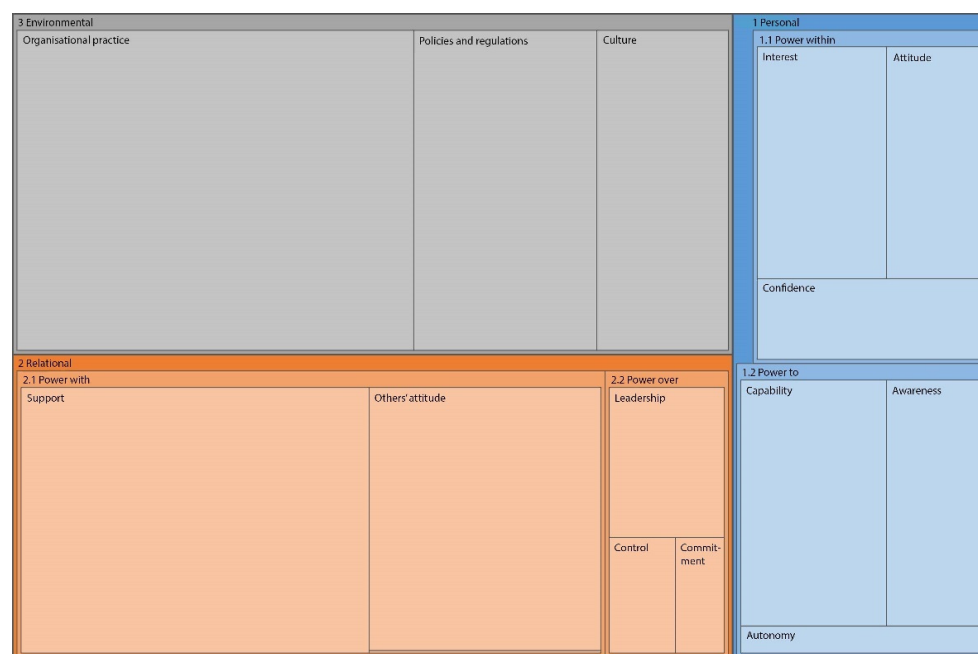 3 Environmental
Organisational practice
Policies and regulations
Culture
1 Personal
1.1 Power within
Interest
Attitude
Confidence
2 Relational
2.1 Power with
Support
Others' attitude
2.2 Power over
Leadership
Control
Commit-
ment
1.2 Power to
Capability
Awareness
Autonomy